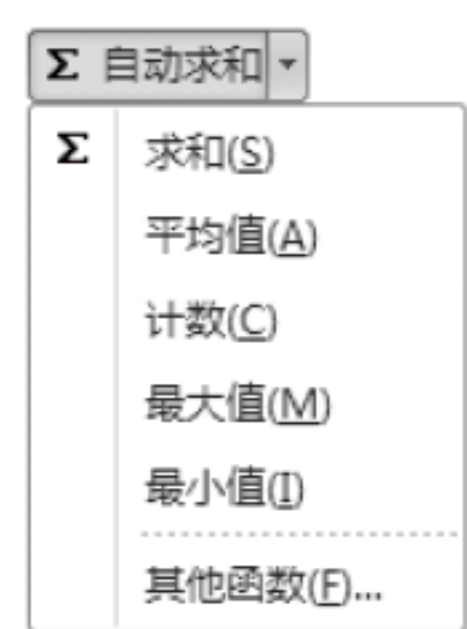 Σ 自动求和
Σ 求和(S)
平均值(A)
计数(C)
最大值(M)
最小值(I)
其他函数(F)...